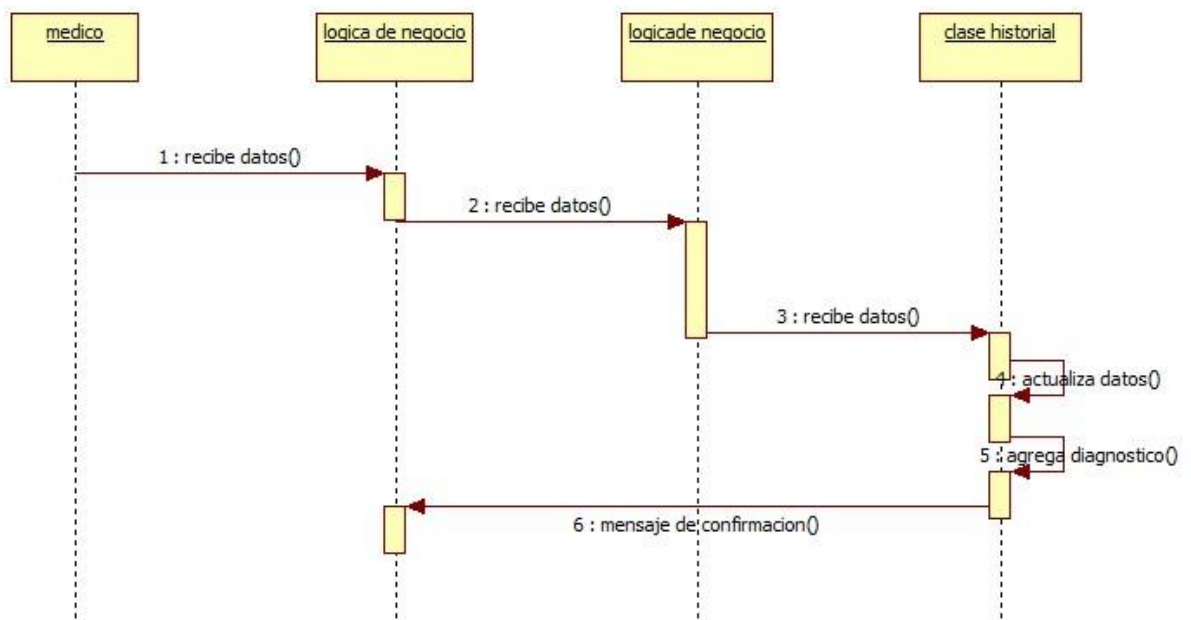 medico
logica de negocio
logicade negocio
clase historial
1 : recibe datos()
2 : recibe datos()
3 : recibe datos()
4 : actualiza datos()
5 : agrega diagnostico()
6 : mensaje de confirmacion()